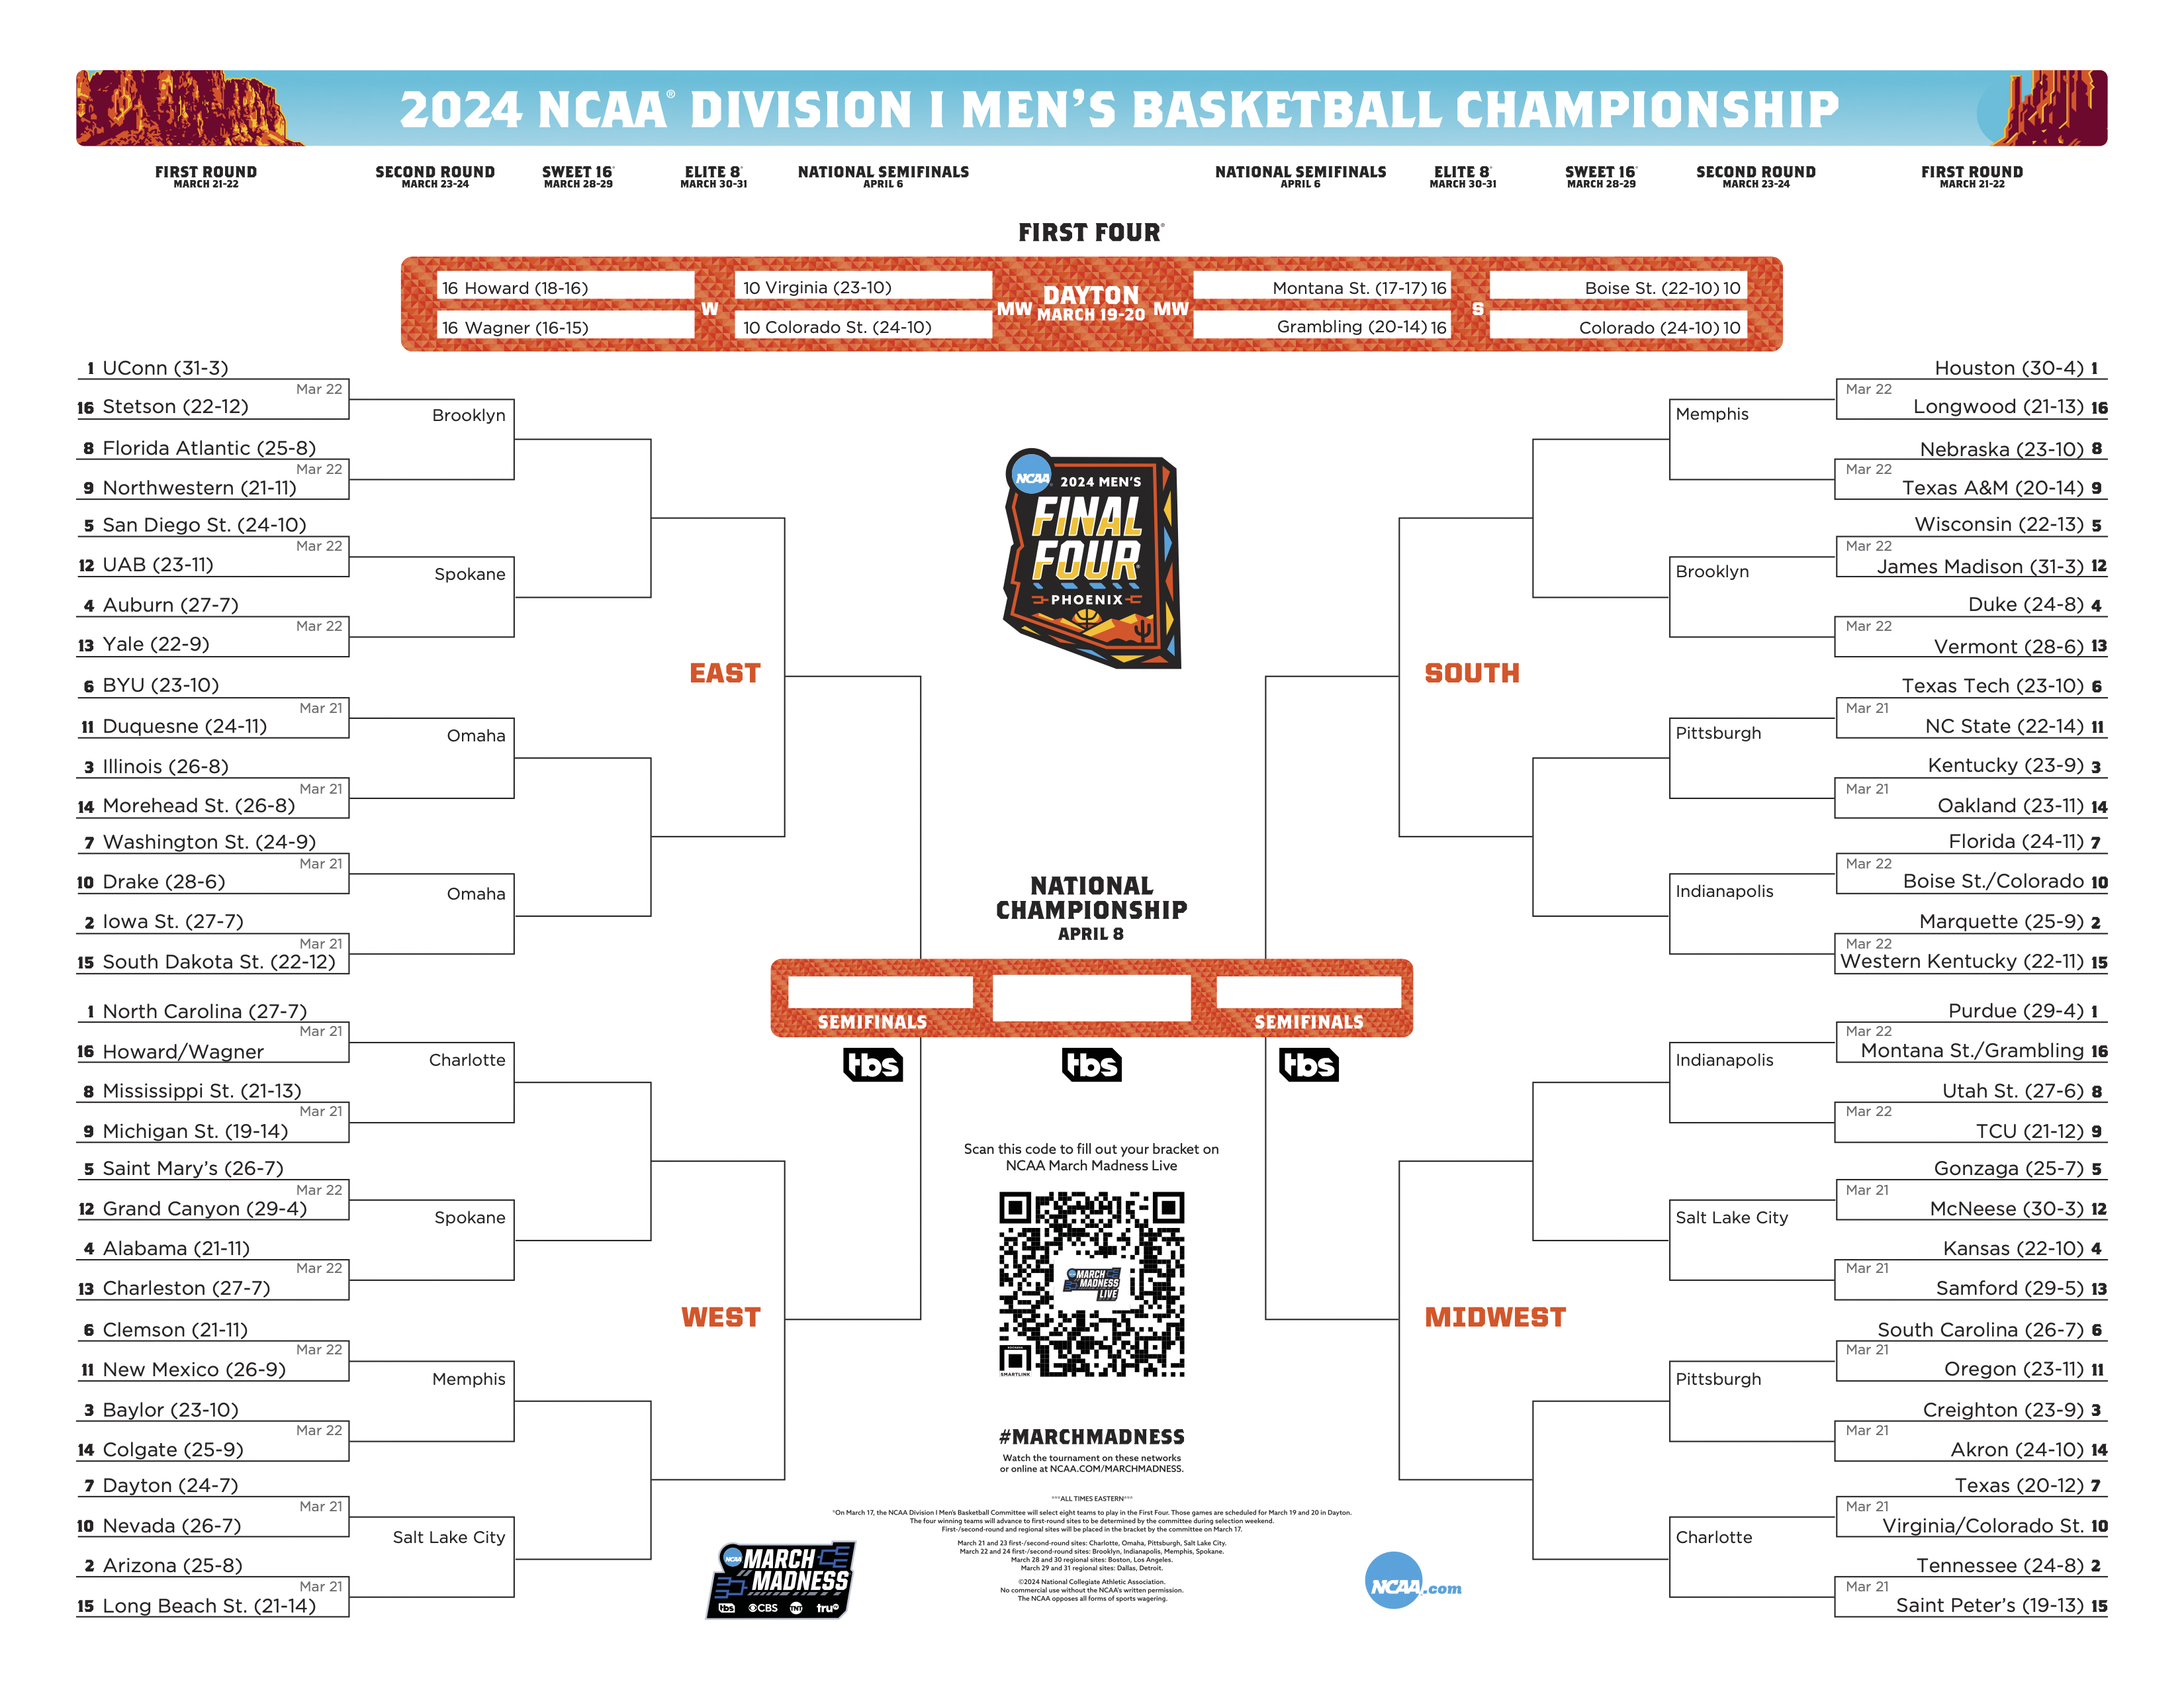 2024 NCAA® DIVISION I MEN'S BASKETBALL CHAMPIONSHIP
FIRST ROUND
MARCH 21-22
SECOND ROUND
MARCH 23-24
SWEET 16®
MARCH 28-29
ELITE 8®
MARCH 30-31
NATIONAL SEMIFINALS
APRIL 6
NATIONAL SEMIFINALS
APRIL 6
ELITE 8®
MARCH 30-31
SWEET 16®
MARCH 28-29
SECOND ROUND
MARCH 23-24
FIRST ROUND
MARCH 21-22
FIRST FOUR®
16 Howard (18-16)
16 Wagner (16-15)
W
10 Virginia (23-10)
10 Colorado St. (24-10)
MW
DAYTON
MARCH 19-20
MW
Montana St. (17-17) 16
Grambling (20-14) 16
S
Boise St. (22-10) 10
Colorado (24-10) 10
1 UConn (31-3)
Mar 22
16 Stetson (22-12)
Brooklyn
8 Florida Atlantic (25-8)
Mar 22
9 Northwestern (21-11)
5 San Diego St. (24-10)
Mar 22
12 UAB (23-11)
Spokane
4 Auburn (27-7)
Mar 22
13 Yale (22-9)
EAST
6 BYU (23-10)
Mar 21
11 Duquesne (24-11)
Omaha
3 Illinois (26-8)
Mar 21
14 Morehead St. (26-8)
7 Washington St. (24-9)
Mar 21
10 Drake (28-6)
Omaha
2 Iowa St. (27-7)
Mar 21
15 South Dakota St. (22-12)
1 North Carolina (27-7)
Mar 21
16 Howard/Wagner
Charlotte
8 Mississippi St. (21-13)
Mar 21
9 Michigan St. (19-14)
5 Saint Mary's (26-7)
Mar 22
12 Grand Canyon (29-4)
Spokane
4 Alabama (21-11)
Mar 22
13 Charleston (27-7)
WEST
6 Clemson (21-11)
Mar 22
11 New Mexico (26-9)
Memphis
3 Baylor (23-10)
Mar 22
14 Colgate (25-9)
7 Dayton (24-7)
Mar 21
10 Nevada (26-7)
Salt Lake City
2 Arizona (25-8)
Mar 21
15 Long Beach St. (21-14)
NCAA
2024 MEN'S
FINAL
FOUR®
PHOENIX
NATIONAL
CHAMPIONSHIP
APRIL 8
SEMIFINALS
SEMIFINALS
tbs
tbs
tbs
Scan this code to fill out your bracket on
NCAA March Madness Live
NCAA MARCH
MADNESS
LIVE
SMARTLINK
#MARCHMADNESS
Watch the tournament on these networks
or online at NCAA.COM/MARCHMADNESS.
***ALL TIMES EASTERN***
*On March 17, the NCAA Division I Men's Basketball Committee will select eight teams to play in the First Four. Those games are scheduled for March 19 and 20 in Dayton.
The four winning teams will advance to first-round sites to be determined by the committee during selection weekend.
First-/second-round and regional sites will be placed in the bracket by the committee on March 17.
March 21 and 23 first-/second-round sites: Charlotte, Omaha, Pittsburgh, Salt Lake City.
March 22 and 24 first-/second-round sites: Brooklyn, Indianapolis, Memphis, Spokane.
March 28 and 30 regional sites: Boston, Los Angeles.
March 29 and 31 regional sites: Dallas, Detroit.
©2024 National Collegiate Athletic Association.
No commercial use without the NCAA's written permission.
The NCAA opposes all forms of sports wagering.
NCAA MARCH
MADNESS
tbs CBS TNT tru
NCAA.com
Houston (30-4) 1
Mar 22
Longwood (21-13) 16
Memphis
Nebraska (23-10) 8
Mar 22
Texas A&M (20-14) 9
Wisconsin (22-13) 5
Mar 22
James Madison (31-3) 12
Brooklyn
Duke (24-8) 4
Mar 22
Vermont (28-6) 13
SOUTH
Texas Tech (23-10) 6
Mar 21
NC State (22-14) 11
Pittsburgh
Kentucky (23-9) 3
Mar 21
Oakland (23-11) 14
Florida (24-11) 7
Mar 22
Boise St./Colorado 10
Indianapolis
Marquette (25-9) 2
Mar 22
Western Kentucky (22-11) 15
Purdue (29-4) 1
Mar 22
Montana St./Grambling 16
Indianapolis
Utah St. (27-6) 8
Mar 22
TCU (21-12) 9
Gonzaga (25-7) 5
Mar 21
McNeese (30-3) 12
Salt Lake City
Kansas (22-10) 4
Mar 21
Samford (29-5) 13
MIDWEST
South Carolina (26-7) 6
Mar 21
Oregon (23-11) 11
Pittsburgh
Creighton (23-9) 3
Mar 21
Akron (24-10) 14
Texas (20-12) 7
Mar 21
Virginia/Colorado St. 10
Charlotte
Tennessee (24-8) 2
Mar 21
Saint Peter's (19-13) 15